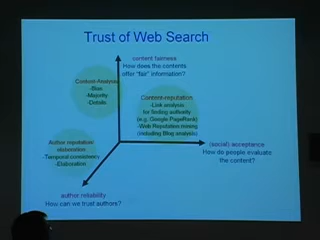 Trust of Web Search
content fairness
How does the contents
offer "fair" information?
Content-Analysis
-Bias
-Majority
-Details
Content-reputation
-Link analysis
for finding authority
(e.g. Google PageRank)
-Web Reputation mining
(including Blog analysis)
Author reputation
elaboration
-Temporal consistency
-Elaboration
(social) acceptance
How do people evaluate
the content?
author reliability
How can we trust authors?